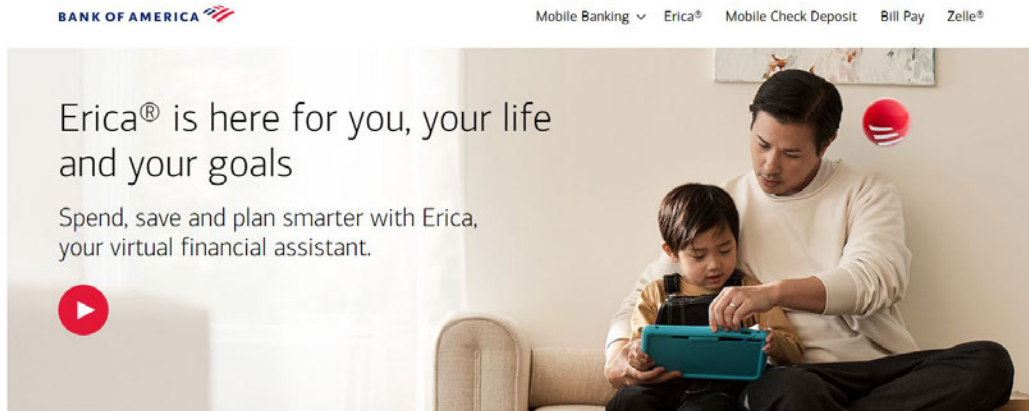 BANK OF AMERICA
Mobile Banking Erica® Mobile Check Deposit Bill Pay Zelle®
Erica® is here for you, your life
and your goals
Spend, save and plan smarter with Erica,
your virtual financial assistant.